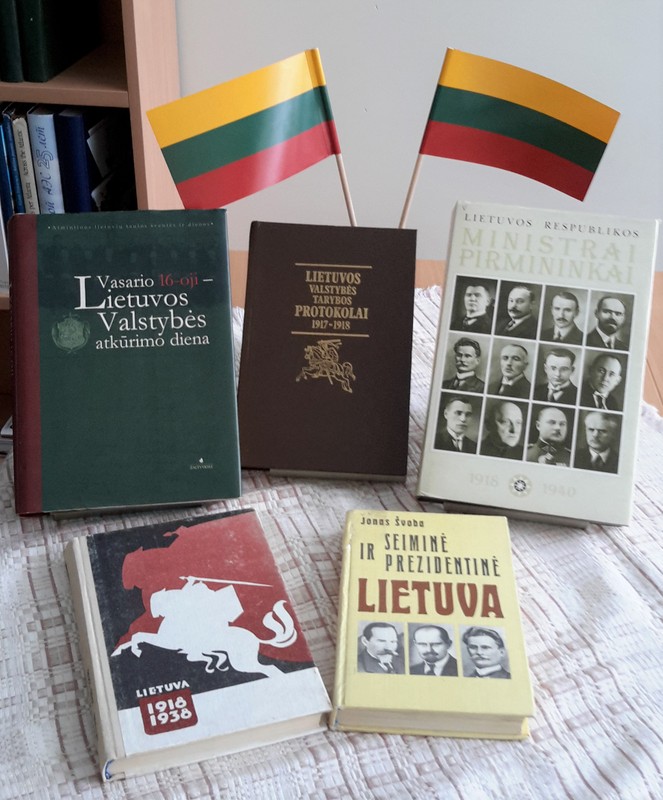 Vasario 16-oji –
Lietuvos
Valstybės
atkūrimo diena
LIETUVOS
VALSTYBĖS
TARYBOS
PROTOKOLAI
1917-1918
LIETUVOS RESPUBLIKOS
MINISTRAI
PIRMININKAI
1918 1940
LIETUVA
1918
1938
Jonas Švoba
SEIMINĖ
IR PREZIDENTINĖ
LIETUVA